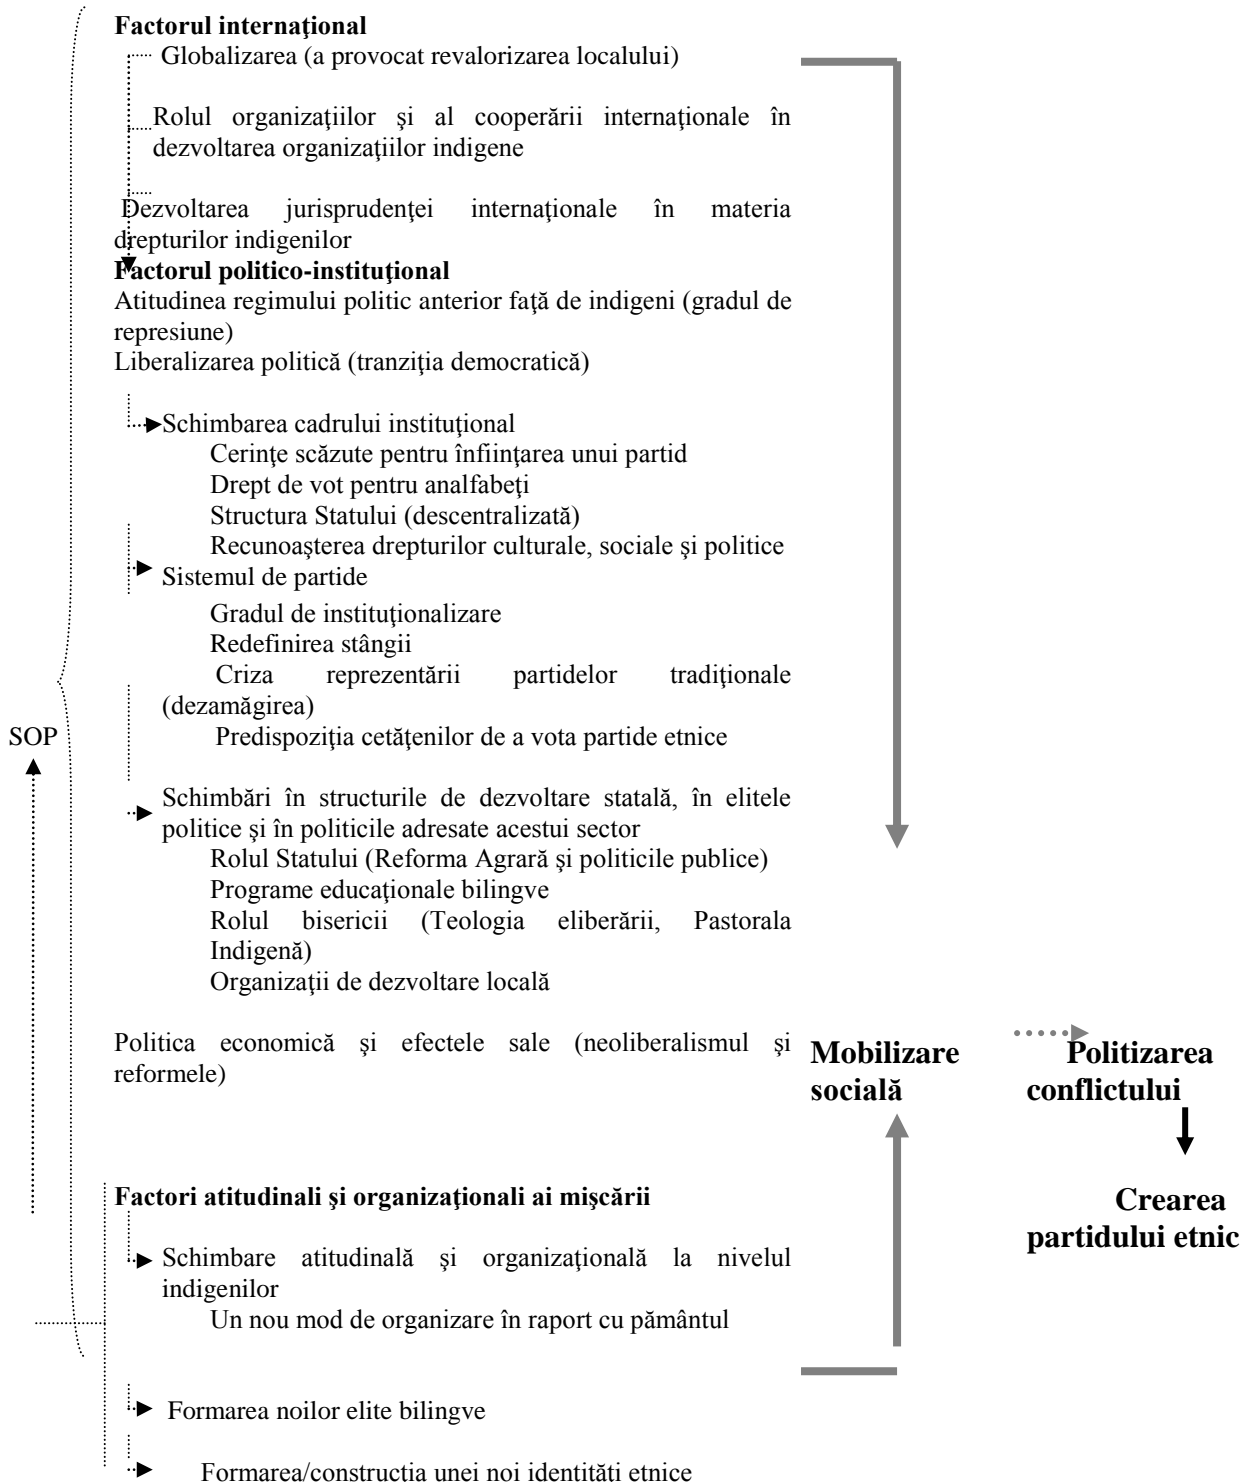 Factorul internaţional
Globalizarea (a provocat revalorizarea localului)
Rolul organizaţiilor şi al cooperării internaţionale în
dezvoltarea organizaţiilor indigene
Dezvoltarea jurisprudenţei internaţionale în materia
drepturilor indigenilor
Factorul politico-instituţional
Atitudinea regimului politic anterior faţă de indigeni (gradul de
represiune)
Liberalizarea politică (tranziţia democratică)
Schimbarea cadrului instituţional
Cerinţe scăzute pentru înfiinţarea unui partid
Drept de vot pentru analfabeţi
Structura Statului (descentralizată)
Recunoaşterea drepturilor culturale, sociale şi politice
Sistemul de partide
Gradul de instituţionalizare
Redefinirea stângii
Criza reprezentării partidelor tradiţionale
(dezamăgirea)
Predispoziţia cetăţenilor de a vota partide etnice
SOP
Schimbări în structurile de dezvoltare statală, în elitele
politice şi în politicile adresate acestui sector
Rolul Statului (Reforma Agrară şi politicile publice)
Programe educaţionale bilingve
Rolul bisericii (Teologia eliberării, Pastorala
Indigenă)
Organizaţii de dezvoltare locală
Politica economică şi efectele sale (neoliberalismul şi
reformele)
Mobilizare
socială
Politizarea
conflictului
Crearea
partidului etnic
Factori atitudinali şi organizaţionali ai mişcării
Schimbare atitudinală şi organizaţională la nivelul
indigenilor
Un nou mod de organizare în raport cu pământul
Formarea noilor elite bilingve
Formarea/construcţia unei noi identităţi etnice